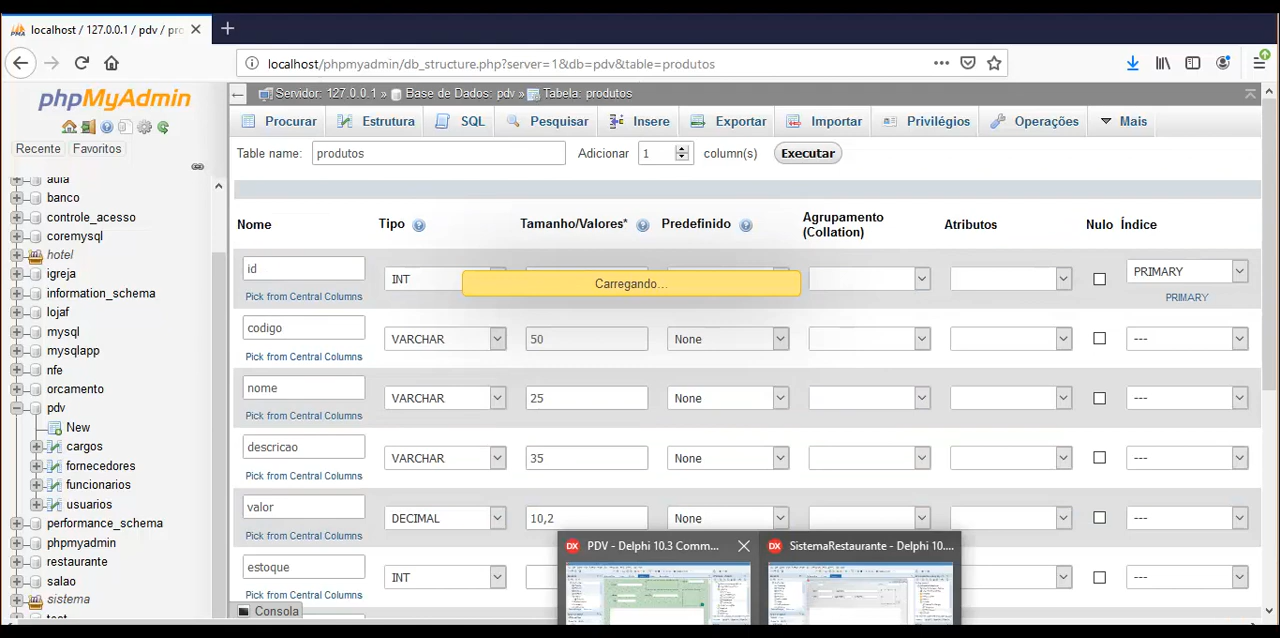 localhost / 127.0.0.1 / pdv / pro
localhost/phpmyadmin/db_structure.php?server=1&db=pdv&table=produtos
phpMyAdmin
Recente Favoritos
aula
banco
controle_acesso
coremysql
hotel
igreja
information_schema
lojaf
mysql
mysqlapp
nfe
orcamento
pdv
New
cargos
fornecedores
funcionarios
usuarios
performance_schema
phpmyadmin
restaurante
salao
sistema
Servidor: 127.0.0.1 » Base de Dados: pdv » Tabela: produtos
Procurar Estrutura SQL Pesquisar Insere Exportar Importar Privilégios Operações Mais
Table name: produtos Adicionar 1 column(s) Executar
Nome Tipo Tamanho/Valores* Predefinido Agrupamento (Collation) Atributos Nulo Índice
id INT PRIMARY
Pick from Central Columns PRIMARY
Carregando...
codigo VARCHAR 50 None ---
Pick from Central Columns
nome VARCHAR 25 None ---
Pick from Central Columns
descricao VARCHAR 35 None ---
Pick from Central Columns
valor DECIMAL 10,2 None ---
Pick from Central Columns
estoque INT ---
PDV - Delphi 10.3 Comm... SistemaRestaurante - Delphi 10....
Consola